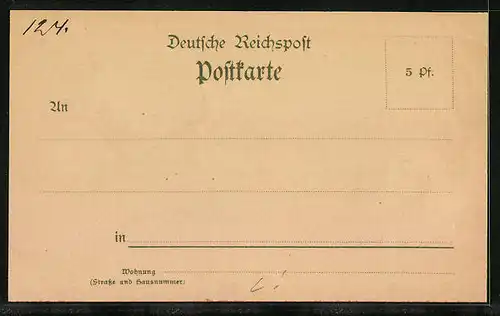 124.
Deutsche Reichspost
Postkarte
5 Pf.
An
in
Wohnung
(Straße und Hausnummer)